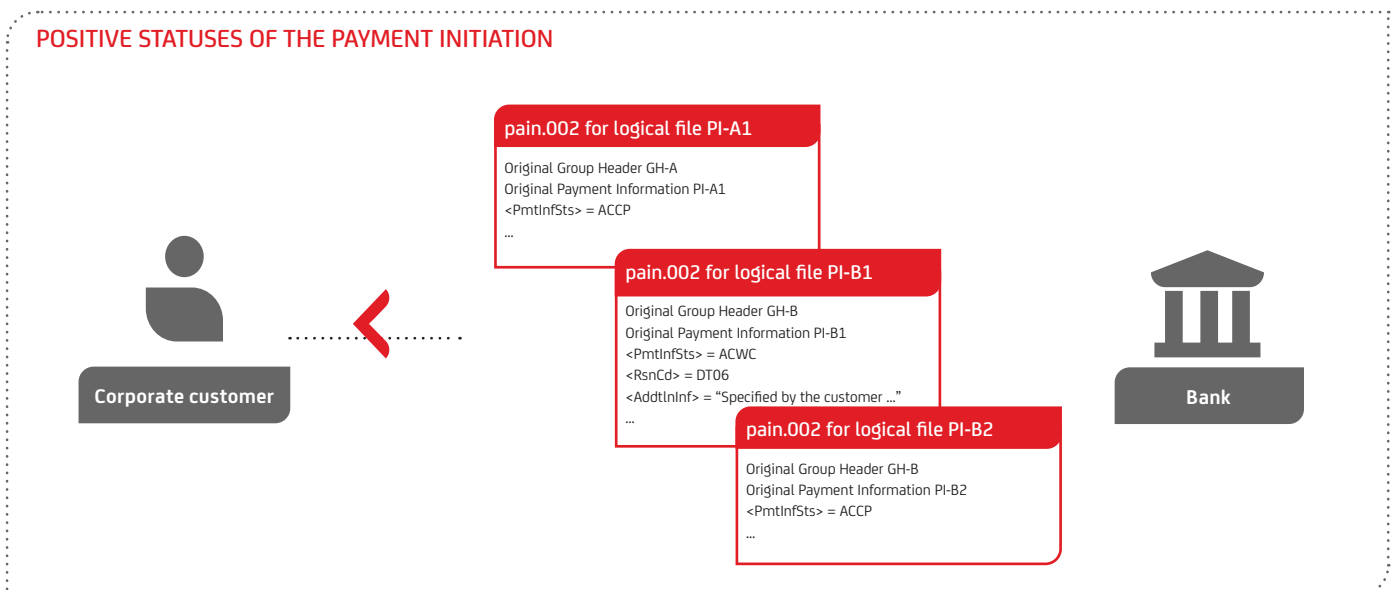 POSITIVE STATUSES OF THE PAYMENT INITIATION
pain.002 for logical file PI-A1
Original Group Header GH-A
Original Payment Information PI-A1
<PmtInfSts> = ACCP
...
pain.002 for logical file PI-B1
Original Group Header GH-B
Original Payment Information PI-B1
<PmtInfSts> = ACWC
<RsnCd> = DT06
<AddtlnInf> = “Specified by the customer ...”
...
pain.002 for logical file PI-B2
Original Group Header GH-B
Original Payment Information PI-B2
<PmtInfSts> = ACCP
...
Corporate customer
Bank